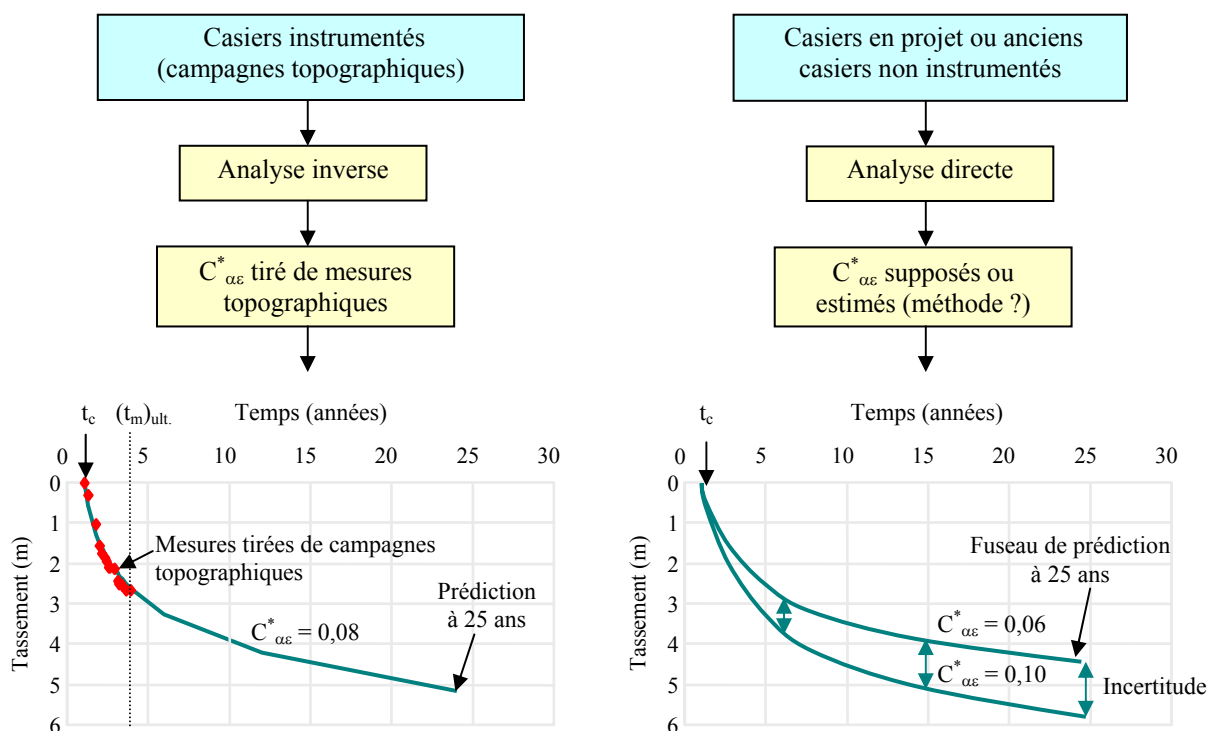 Casiers instrumentés
(campagnes topographiques)
Analyse inverse
C*αε tiré de mesures
topographiques
tc (tm)ult. Temps (années)
0 5 10 15 20 25 30
0
1
2
3
4
5
6
Tassement (m)
Mesures tirées de campagnes
topographiques
Prédiction
à 25 ans
C*αε = 0,08
Casiers en projet ou anciens
casiers non instrumentés
Analyse directe
C*αε supposés ou
estimés (méthode ?)
tc Temps (années)
0 5 10 15 20 25 30
0
1
2
3
4
5
6
Tassement (m)
Fuseau de prédiction
à 25 ans
C*αε = 0,06
C*αε = 0,10
Incertitude